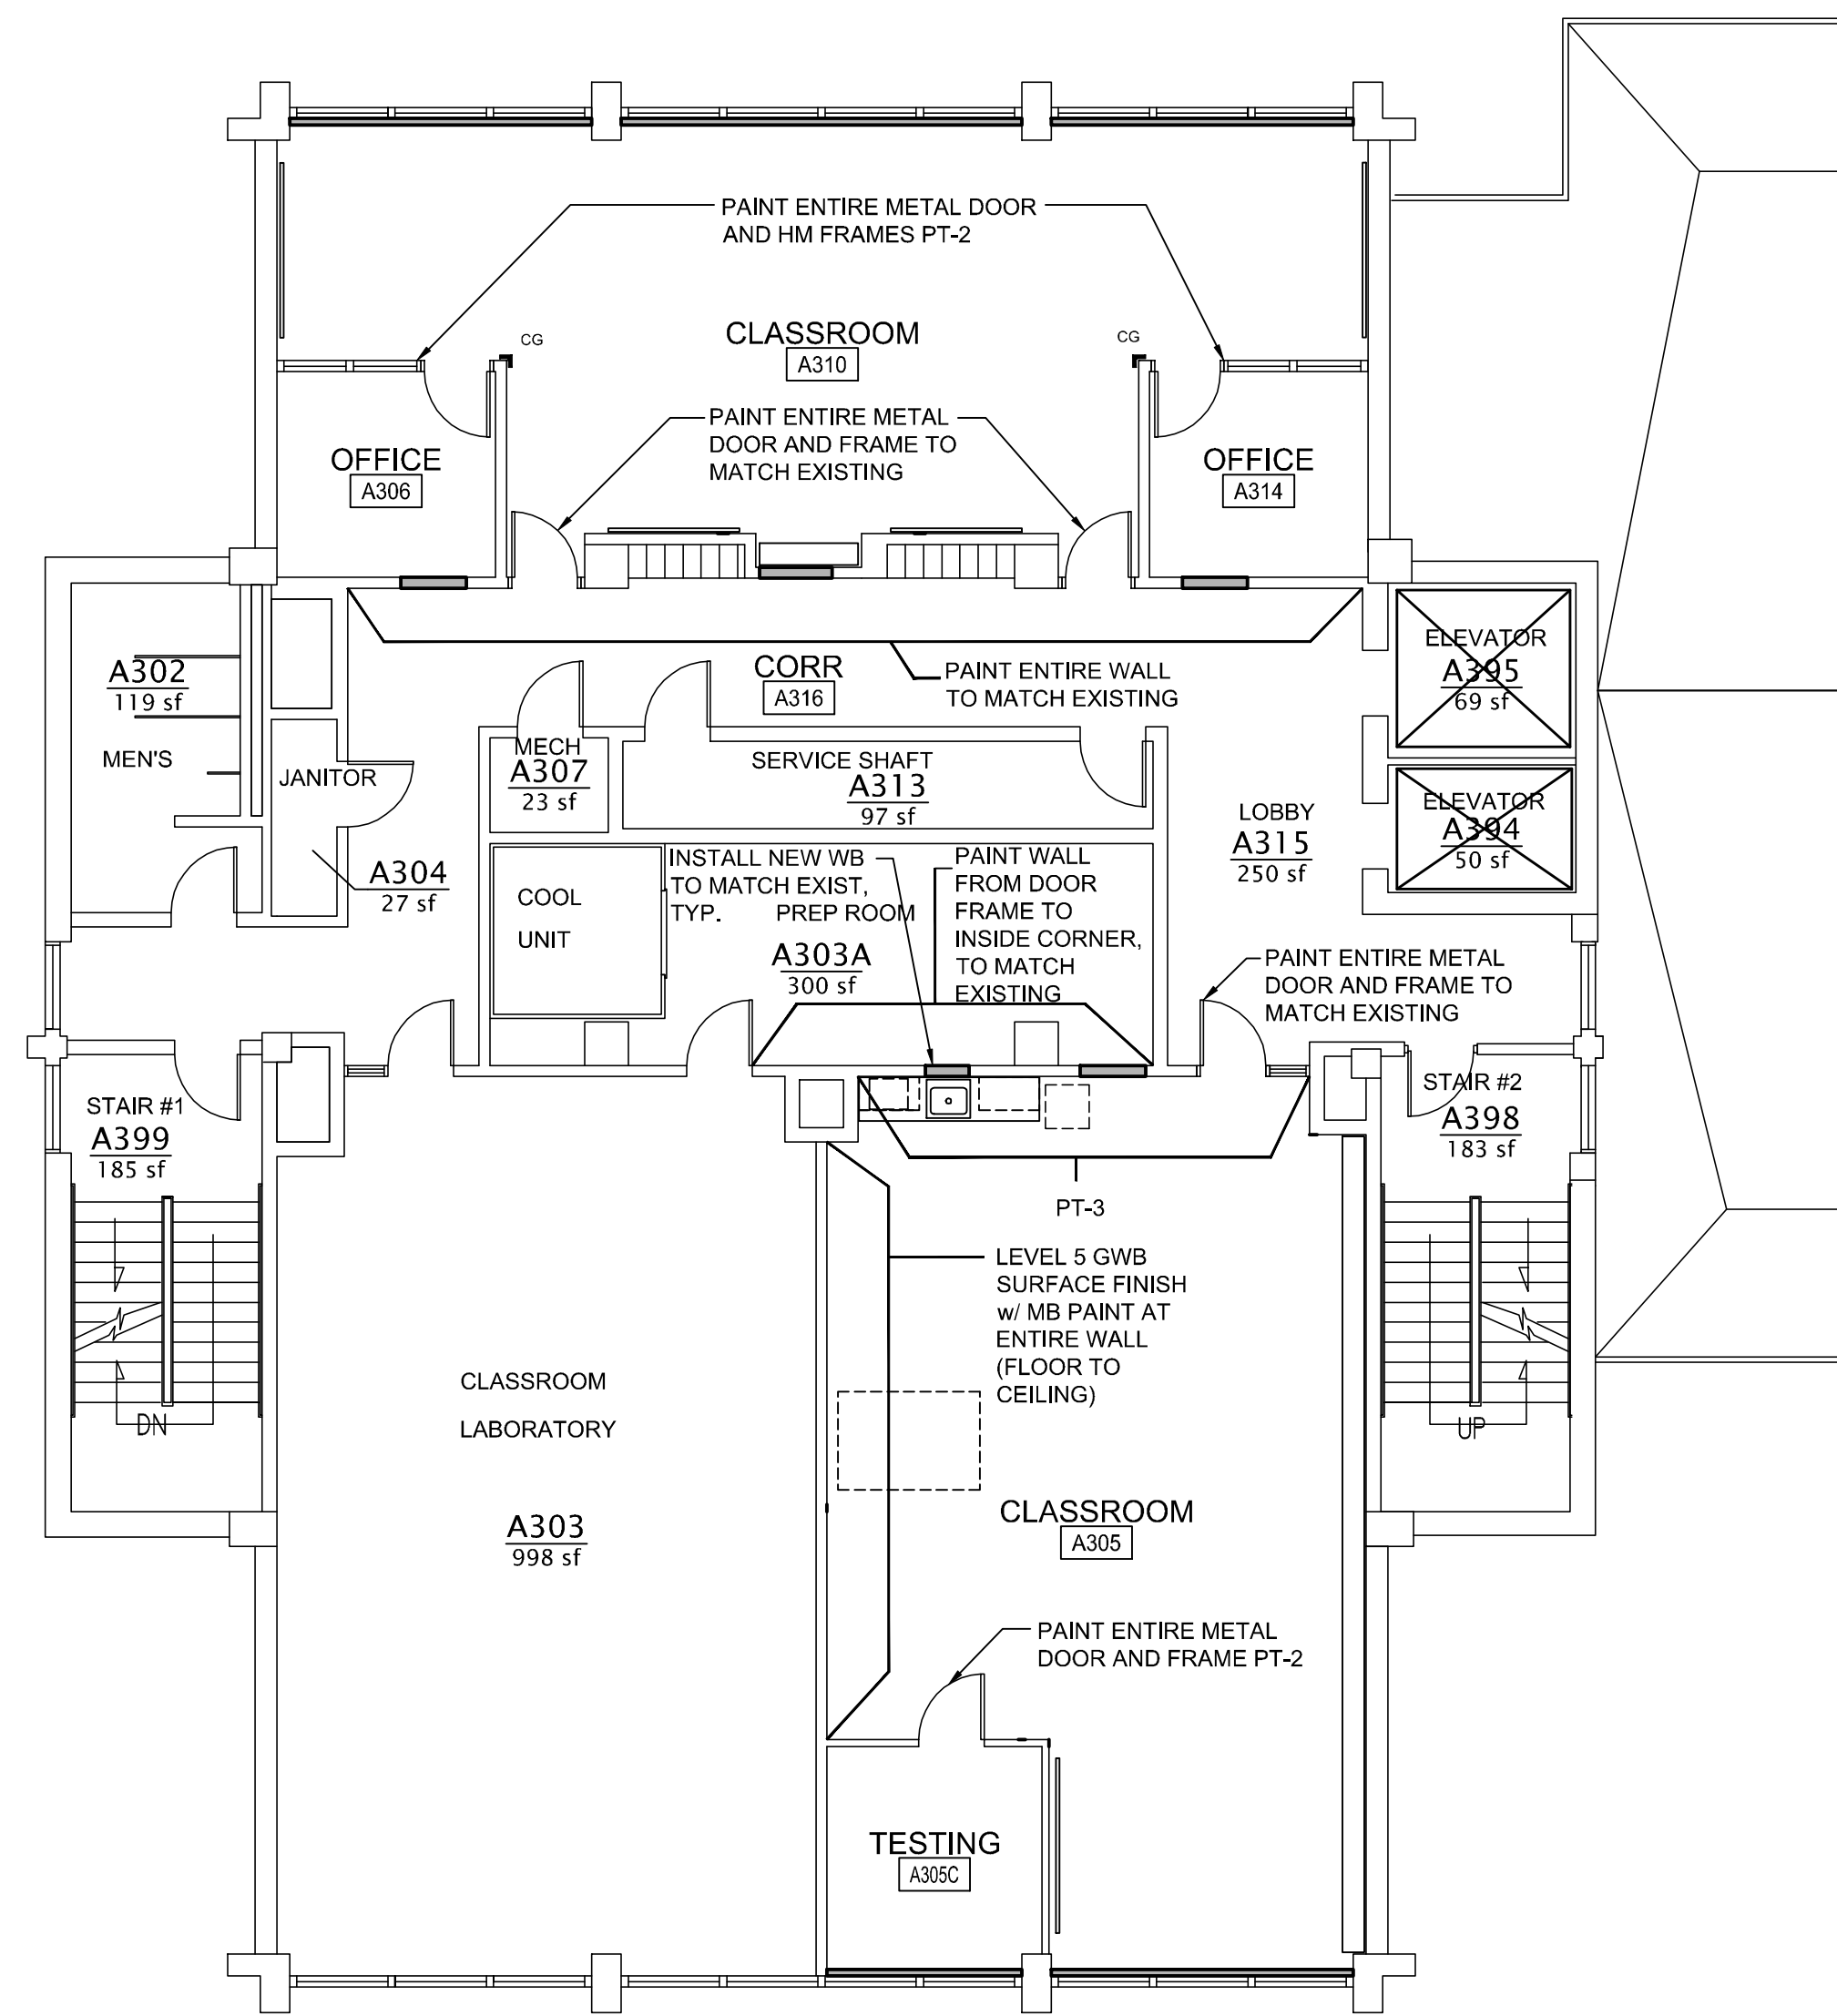 PAINT ENTIRE METAL DOOR
AND HM FRAMES PT-2
CG
CLASSROOM
A310
CG
PAINT ENTIRE METAL
DOOR AND FRAME TO
MATCH EXISTING
OFFICE
A306
OFFICE
A314
A302
119 sf
MEN'S
JANITOR
A304
27 sf
CORR
A316
PAINT ENTIRE WALL
TO MATCH EXISTING
ELEVATOR
A395
69 sf
MECH
A307
23 sf
SERVICE SHAFT
A313
97 sf
LOBBY
A315
250 sf
ELEVATOR
A394
50 sf
COOL
UNIT
INSTALL NEW WB
TO MATCH EXIST,
TYP.
PREP ROOM
A303A
300 sf
PAINT WALL
FROM DOOR
FRAME TO
INSIDE CORNER,
TO MATCH
EXISTING
PAINT ENTIRE METAL
DOOR AND FRAME TO
MATCH EXISTING
STAIR #1
A399
185 sf
STAIR #2
A398
183 sf
PT-3
LEVEL 5 GWB
SURFACE FINISH
w/ MB PAINT AT
ENTIRE WALL
(FLOOR TO
CEILING)
DN
UP
CLASSROOM
LABORATORY
A303
998 sf
CLASSROOM
A305
PAINT ENTIRE METAL
DOOR AND FRAME PT-2
TESTING
A305C